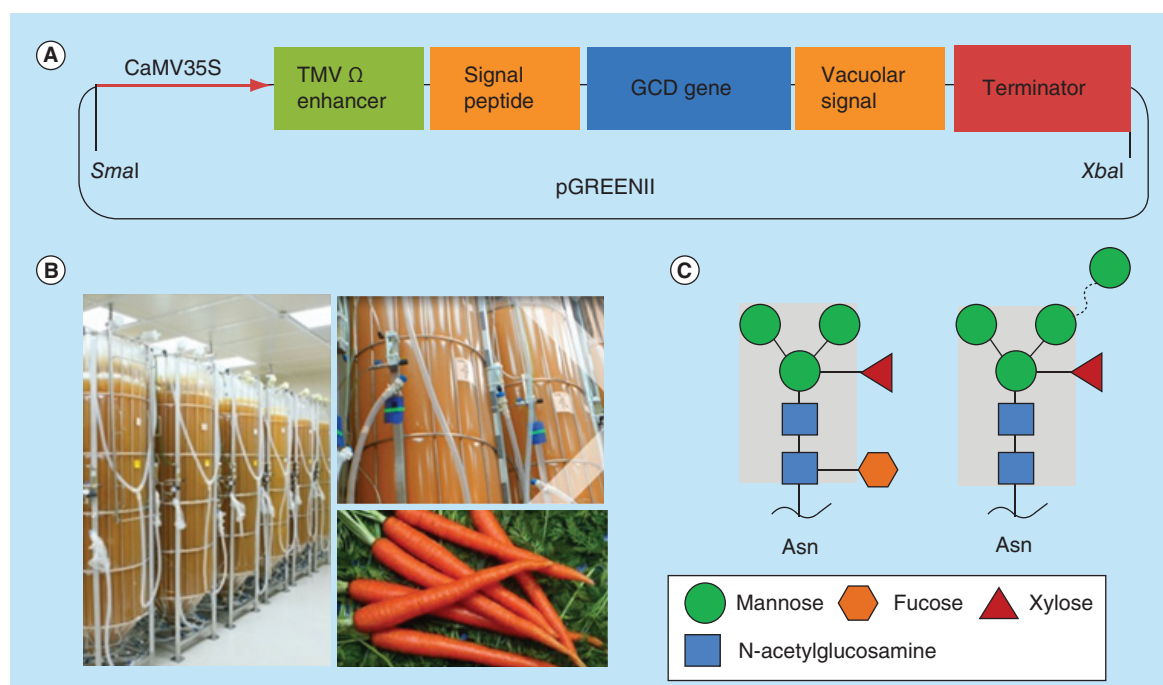 A
CaMV35S
TMV Ω
enhancer
Signal
peptide
GCD gene
Vacuolar
signal
Terminator
SmaI
XbaI
pGREENII
B
C
Asn
Asn
Mannose
Fucose
Xylose
N-acetylglucosamine